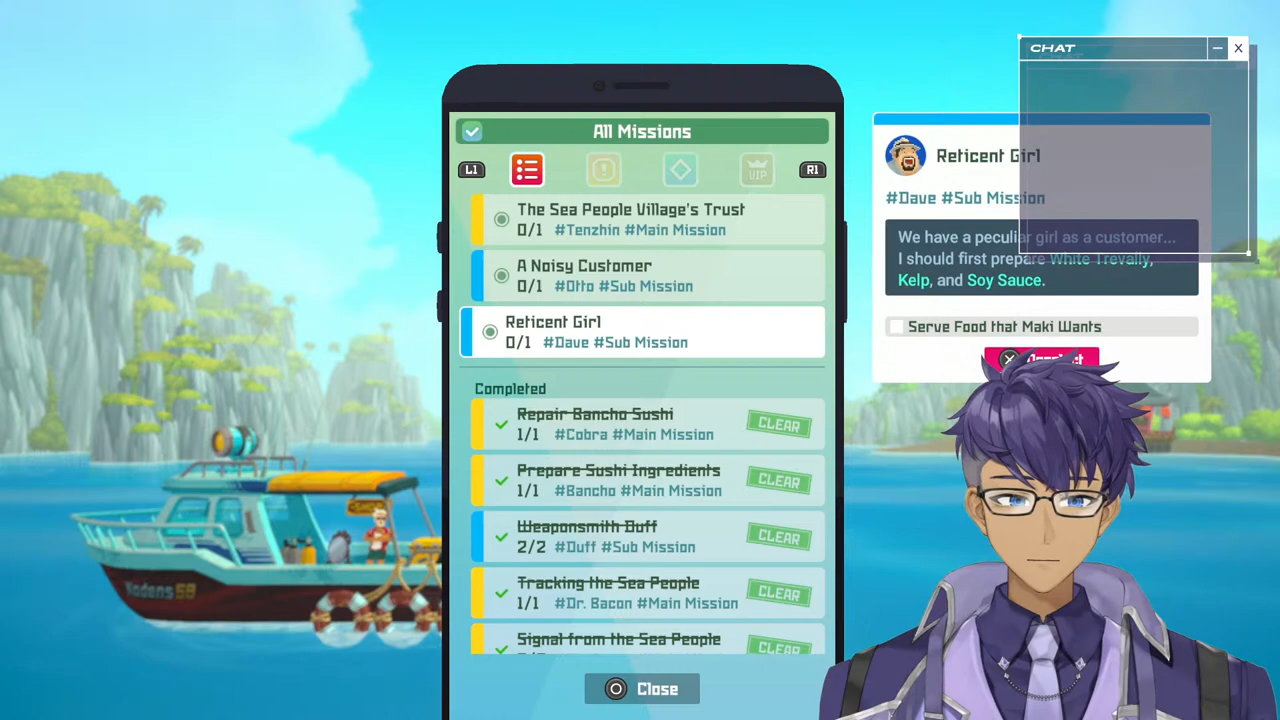 CHAT
All Missions
L1
VIP
R1
The Sea People Village's Trust
0/1 #Tenzhin #Main Mission
A Noisy Customer
0/1 #Otto #Sub Mission
Reticent Girl
0/1 #Dave #Sub Mission
Completed
Repair Bancho Sushi
1/1 #Cobra #Main Mission
CLEAR
Prepare Sushi Ingredients
1/1 #Bancho #Main Mission
CLEAR
Weaponsmith Duff
2/2 #Duff #Sub Mission
CLEAR
Tracking the Sea People
1/1 #Dr. Bacon #Main Mission
CLEAR
Signal from the Sea People
CLEAR
Close
Reticent Girl
#Dave #Sub Mission
We have a peculiar girl as a customer...
I should first prepare White Trevally,
Kelp, and Soy Sauce.
Serve Food that Maki Wants